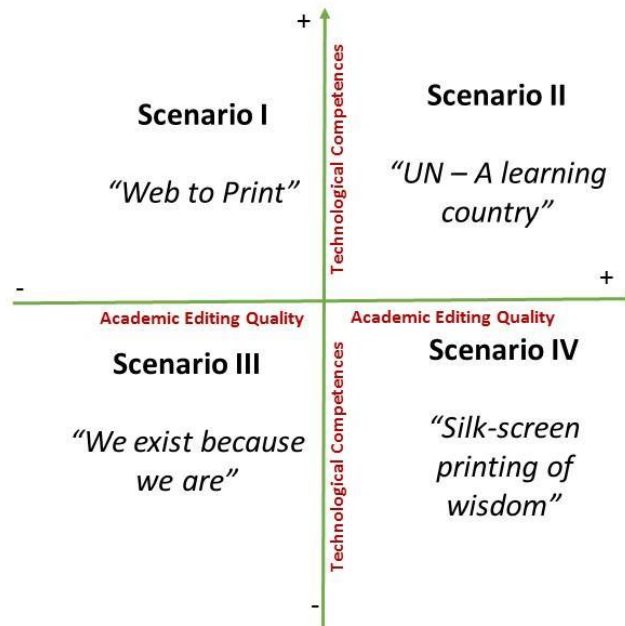 +
Technological Competences
Scenario I
“Web to Print”
Scenario II
“UN – A learning
country”
-
+
Academic Editing Quality
Academic Editing Quality
Scenario III
“We exist because
we are”
Technological Competences
Scenario IV
“Silk-screen
printing of
wisdom”
-